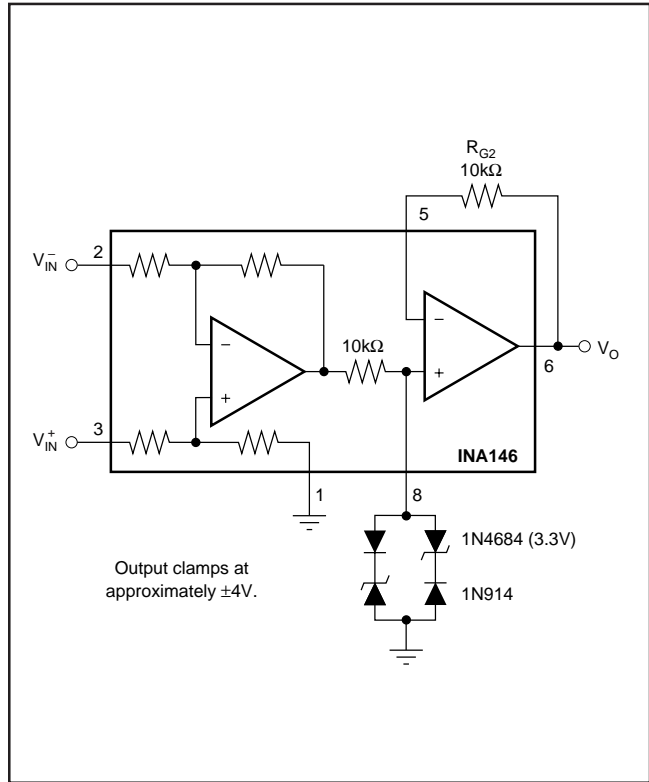 R_G2
10kΩ
5
V_IN^−
2
−
+
10kΩ
−
+
6
V_O
V_IN^+
3
1
8
INA146
1N4684 (3.3V)
1N914
Output clamps at
approximately ±4V.